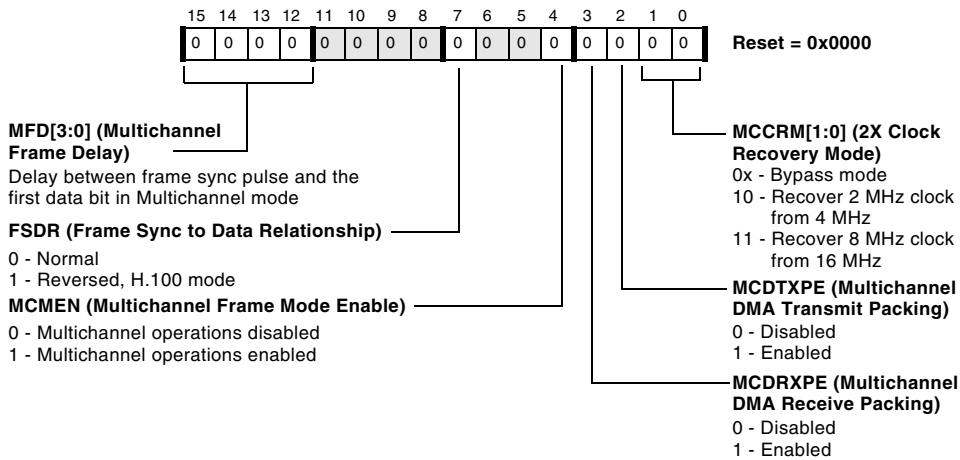 15 14 13 12 11 10 9 8 7 6 5 4 3 2 1 0
0 0 0 0 0 0 0 0 0 0 0 0 0 0 0 0
Reset = 0x0000
MFD[3:0] (Multichannel
Frame Delay)
Delay between frame sync pulse and the
first data bit in Multichannel mode
FSDR (Frame Sync to Data Relationship)
0 - Normal
1 - Reversed, H.100 mode
MCMEN (Multichannel Frame Mode Enable)
0 - Multichannel operations disabled
1 - Multichannel operations enabled
MCCRM[1:0] (2X Clock
Recovery Mode)
0x - Bypass mode
10 - Recover 2 MHz clock
from 4 MHz
11 - Recover 8 MHz clock
from 16 MHz
MCDTXPE (Multichannel
DMA Transmit Packing)
0 - Disabled
1 - Enabled
MCDRXPE (Multichannel
DMA Receive Packing)
0 - Disabled
1 - Enabled